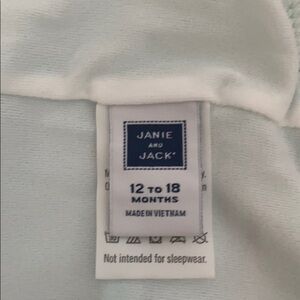 JANIE
AND
JACK®
12 TO 18
MONTHS
MADE IN VIETNAM
Not intended for sleepwear.